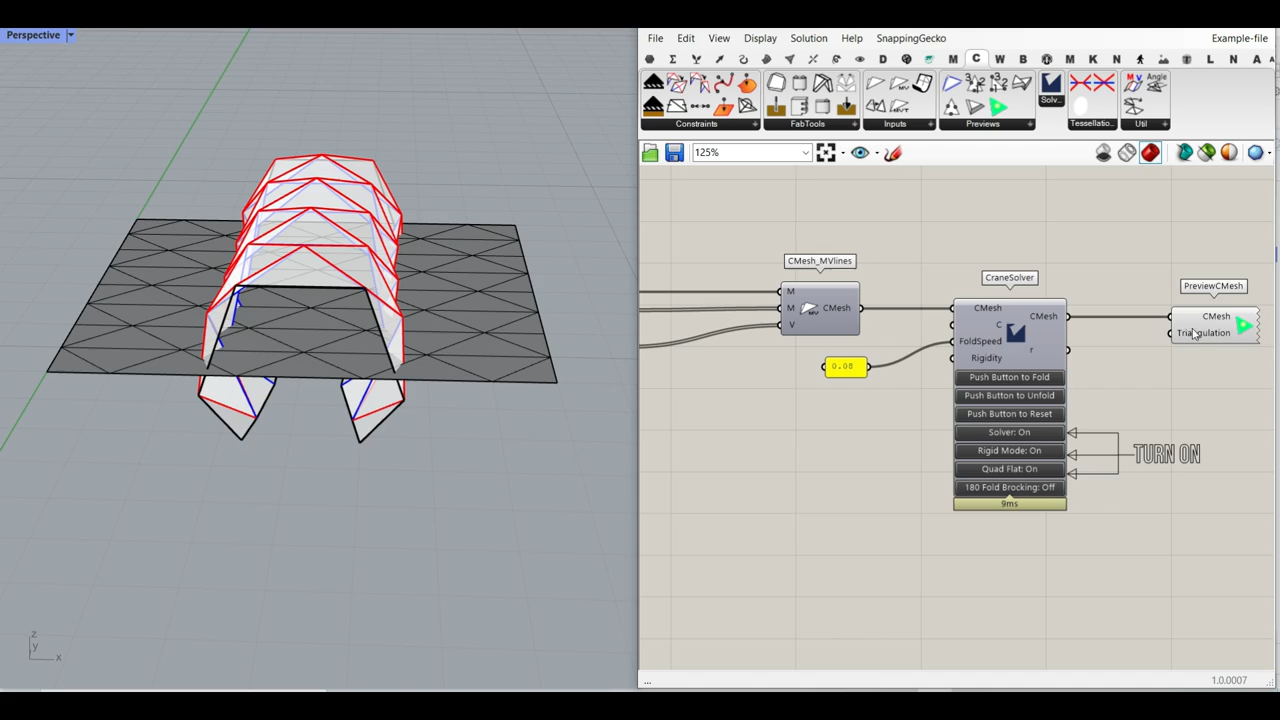 Perspective
File Edit View Display Solution Help SnappingGecko Example-file
D M C W B M K N L N A
Solv... Angle
Constraints FabTools Inputs Previews Tessellatio... Util
125%
CMesh_MVlines
M
M CMesh
V
CraneSolver
CMesh
C CMesh
FoldSpeed
Rigidity r
0.08
PreviewCMesh
CMesh
Triangulation
Push Button to Fold
Push Button to Unfold
Push Button to Reset
Solver: On
Rigid Mode: On
Quad Flat: On
180 Fold Brocking: Off
9ms
TURN ON
z
y
x
... 1.0.0007